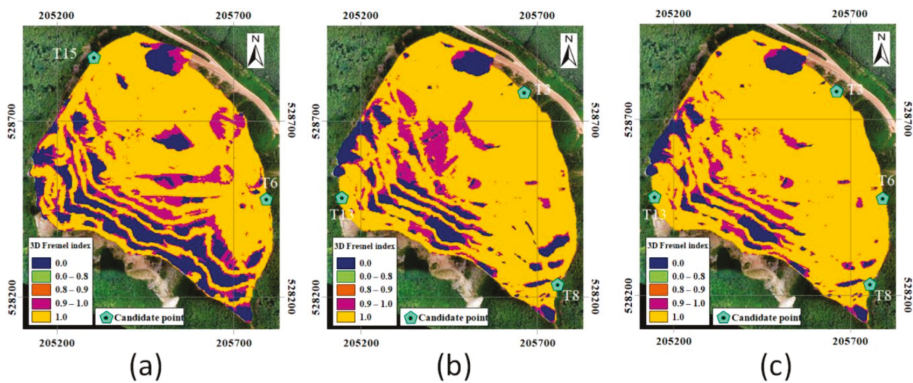 205200 205700
N
T15
528700
T6
3D Fresnel index
0.0
0.0 – 0.8
0.8 – 0.9
0.9 – 1.0
1.0
Candidate point
528200
205200 205700
(a)
205200 205700
N
T3
528700
T13
3D Fresnel index
0.0
0.0 – 0.8
0.8 – 0.9
0.9 – 1.0
1.0
Candidate point
T8
528200
205200 205700
(b)
205200 205700
N
T3
528700
T6
T13
3D Fresnel index
0.0
0.0 – 0.8
0.8 – 0.9
0.9 – 1.0
1.0
Candidate point
T8
528200
205200 205700
(c)